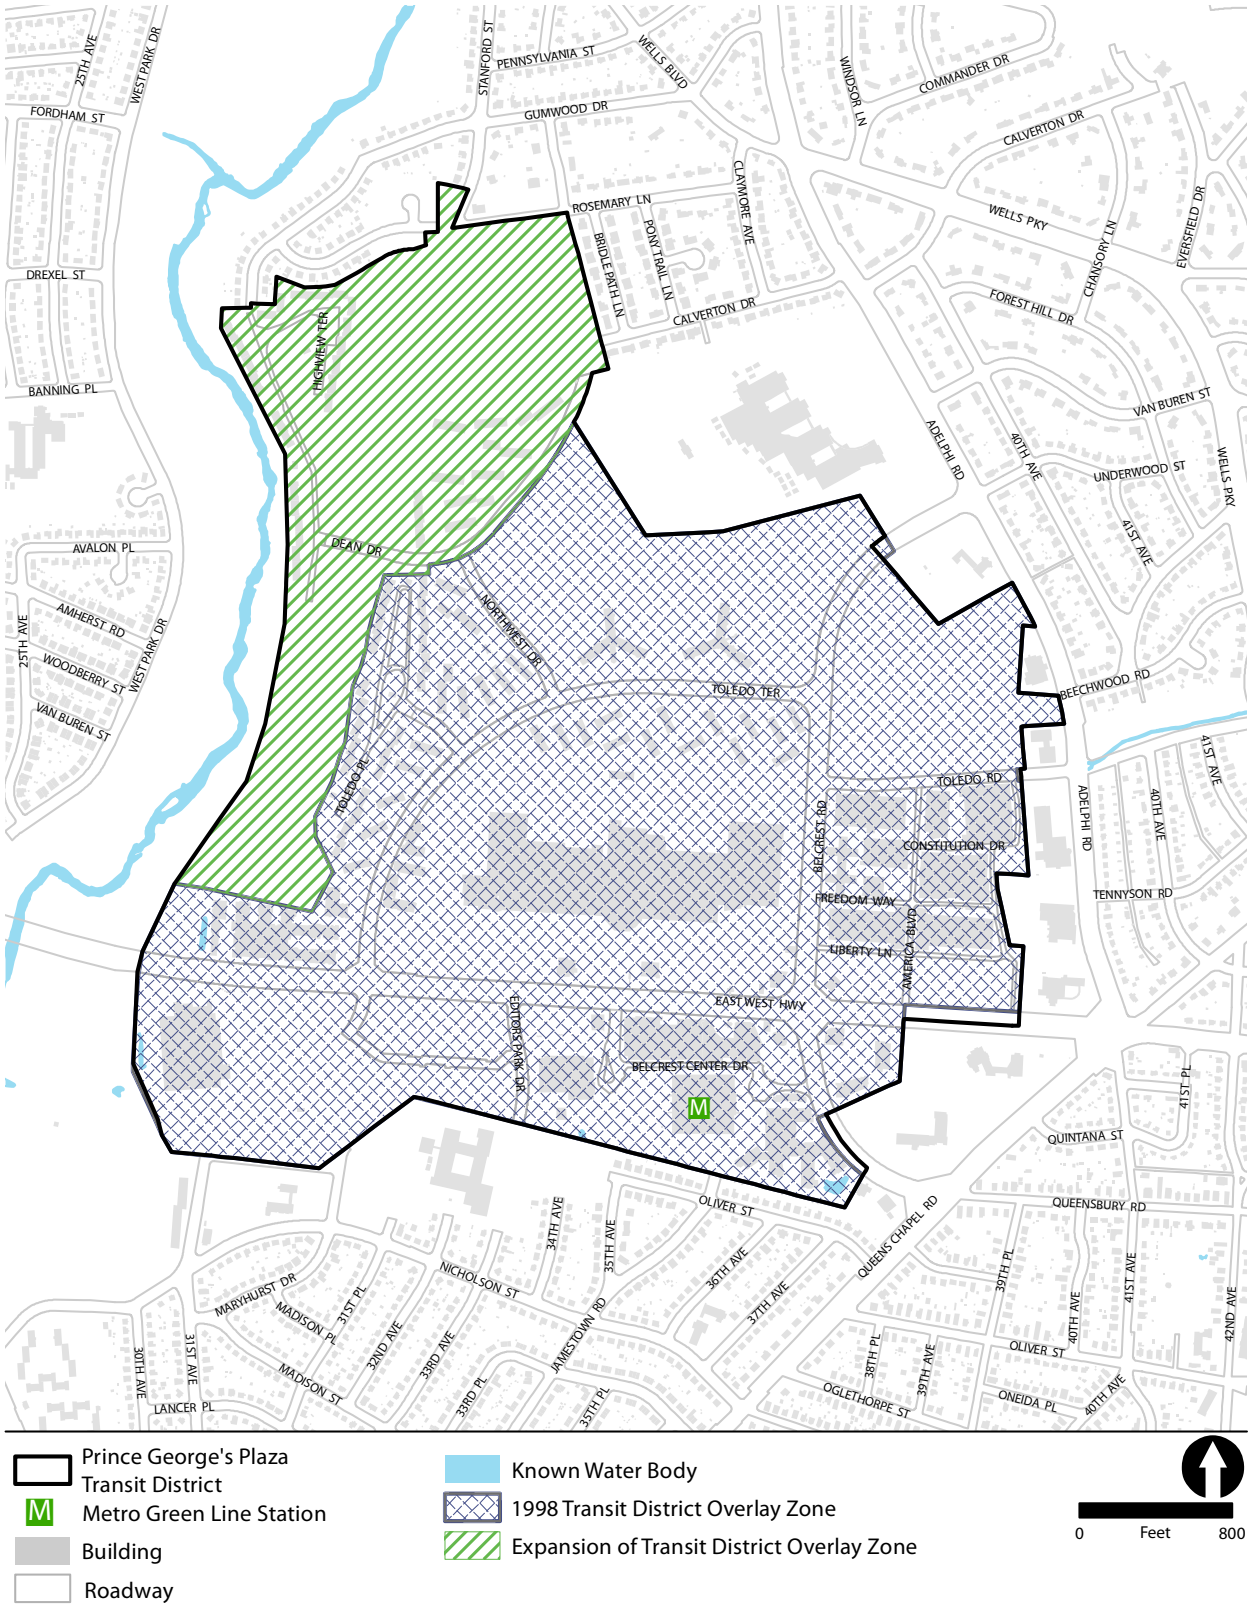 25TH AVE
WEST PARK DR
STANFORD ST
PENNSYLVANIA ST
WELLS BLVD
WINDSOR LN
COMMANDER DR
FORDHAM ST
GUMWOOD DR
CALVERTON DR
CLAYMORE AVE
ROSEMARY LN
PONY TRAIL LN
BRIDLE PATH LN
WELLS PKY
CHANSORY LN
EVERSFIELD DR
DREXEL ST
HIGHVIEW TER
CALVERTON DR
FOREST HILL DR
BANNING PL
VAN BUREN ST
ADELPHI RD
40TH AVE
UNDERWOOD ST
WELLS PKY
41ST AVE
AVALON PL
DEAN DR
AMHERST RD
NORTHWEST DR
25TH AVE
WOODBERRY ST
WEST PARK DR
VAN BUREN ST
TOLEDO TER
BEECHWOOD RD
41ST AVE
TOLEDO PL
TOLEDO RD
40TH AVE
ADELPHI RD
BELCREST RD
CONSTITUTION DR
FREEDOM WAY
TENNYSON RD
AMERICA BLVD
LIBERTY LN
EAST WEST HWY
EDITORS PARK DR
BELCREST CENTER DR
M
41ST PL
QUINTANA ST
QUEENSBURY RD
OLIVER ST
QUEENS CHAPEL RD
34TH AVE
35TH AVE
36TH AVE
37TH AVE
39TH PL
41ST AVE
40TH AVE
42ND AVE
NICHOLSON ST
MARYHURST DR
MADISON PL
31ST PL
32ND AVE
33RD AVE
JAMESTOWN RD
30TH AVE
31ST AVE
MADISON ST
33RD PL
35TH PL
38TH PL
39TH AVE
OLIVER ST
OGLETHORPE ST
ONEIDA PL
40TH AVE
LANCER PL
Prince George's Plaza
Transit District
M Metro Green Line Station
Building
Roadway
Known Water Body
1998 Transit District Overlay Zone
Expansion of Transit District Overlay Zone
0 Feet 800